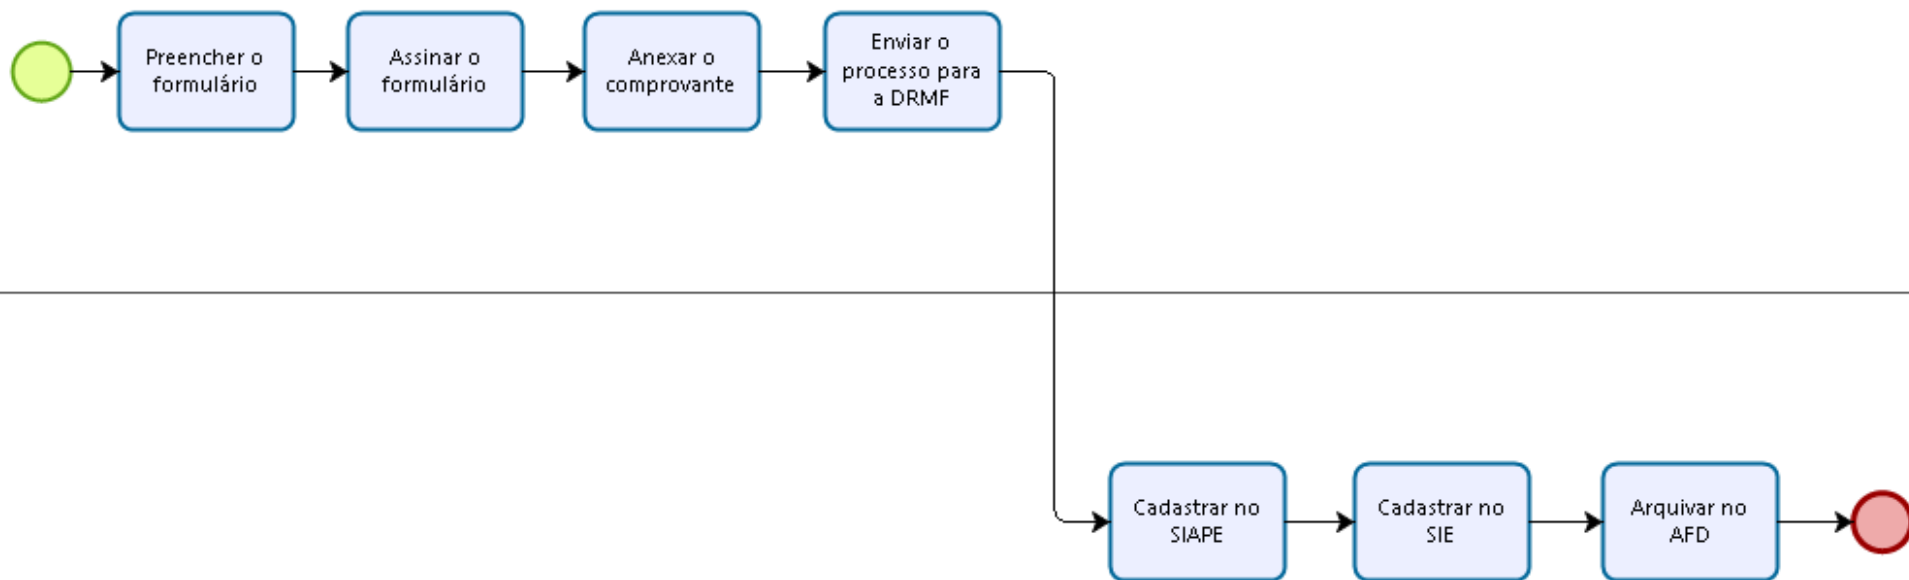 Preencher o
formulário
Assinar o
formulário
Anexar o
comprovante
Enviar o
processo para
a DRMF
Cadastrar no
SIAPE
Cadastrar no
SIE
Arquivar no
AFD